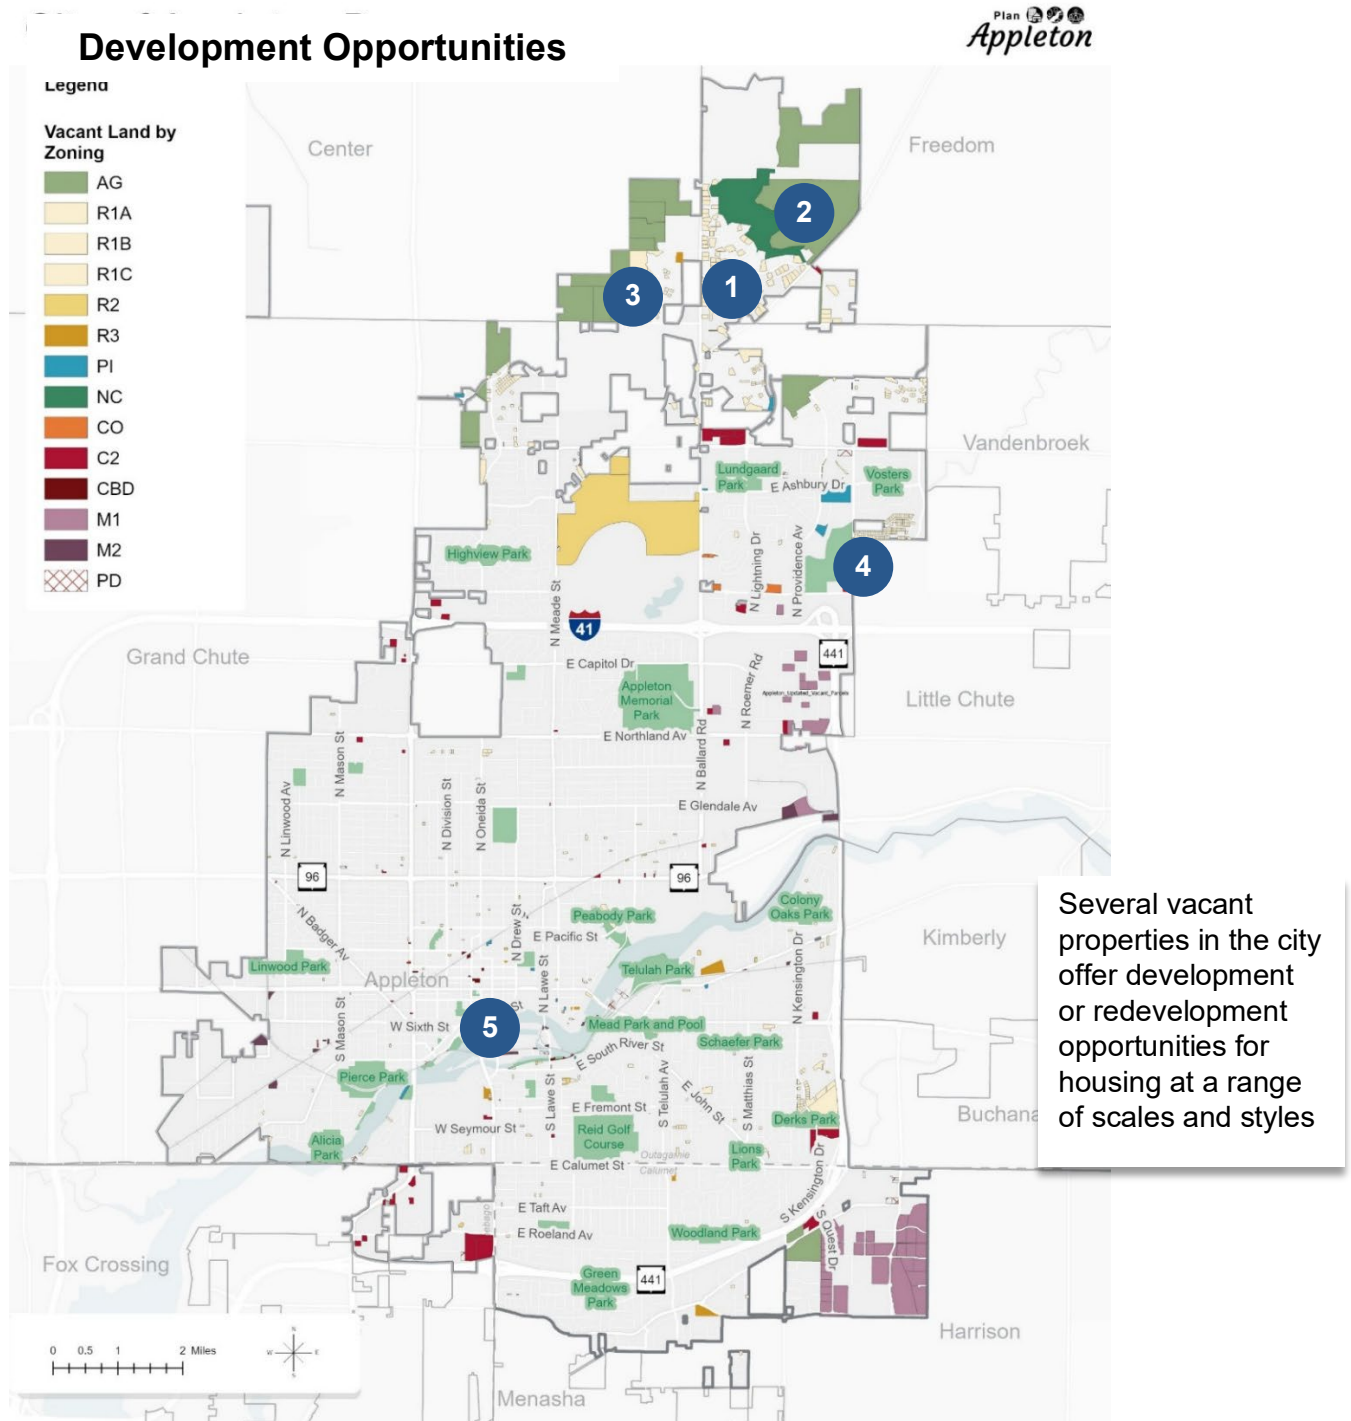 Development Opportunities
Plan
Appleton
Legend
Vacant Land by
Zoning
AG
R1A
R1B
R1C
R2
R3
PI
NC
CO
C2
CBD
M1
M2
PD
Center
Freedom
2
3
1
Vandenbroek
Lundgaard
Park
E Ashbury Dr
Vosters
Park
Highview Park
4
N Meade St
N Lightning Dr
N Providence Av
41
Grand Chute
E Capitol Dr
441
Appleton
Memorial
Park
N Roemer Rd
Appleton_Updated_Vacant_Parcels
Little Chute
E Northland Av
N Mason St
N Ballard Rd
N Linwood Av
N Division St
N Oneida St
E Glendale Av
96
96
N Badger Av
N Drew St
Peabody Park
Colony
Oaks Park
E Pacific St
Kimberly
Linwood Park
Appleton
Telulah Park
N Lawe St
N Kensington Dr
St
W Sixth St
5
Mead Park and Pool
S Mason St
E South River St
Schaefer Park
Pierce Park
S Lawe St
S Telulah Av
E John St
S Matthias St
E Fremont St
Buchana
Derks Park
W Seymour St
Reid Golf
Course
Alicia
Park
Lions
Park
Outagamie
Calumet
E Calumet St
S Kensington Dr
E Taft Av
E Roeland Av
Woodland Park
S Quest Dr
Fox Crossing
Green
Meadows
Park
441
Harrison
Menasha
0 0.5 1 2 Miles
N
W E
S
Several vacant
properties in the city
offer development
or redevelopment
opportunities for
housing at a range
of scales and styles